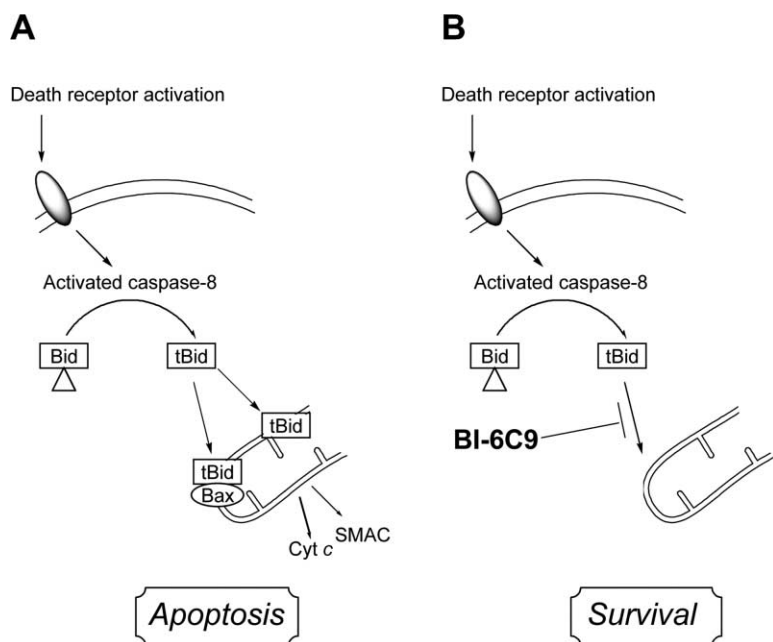 A
Death receptor activation
Activated caspase-8
Bid
tBid
tBid
tBid
Bax
SMAC
Cyt c
Apoptosis
B
Death receptor activation
Activated caspase-8
Bid
tBid
BI-6C9
Survival